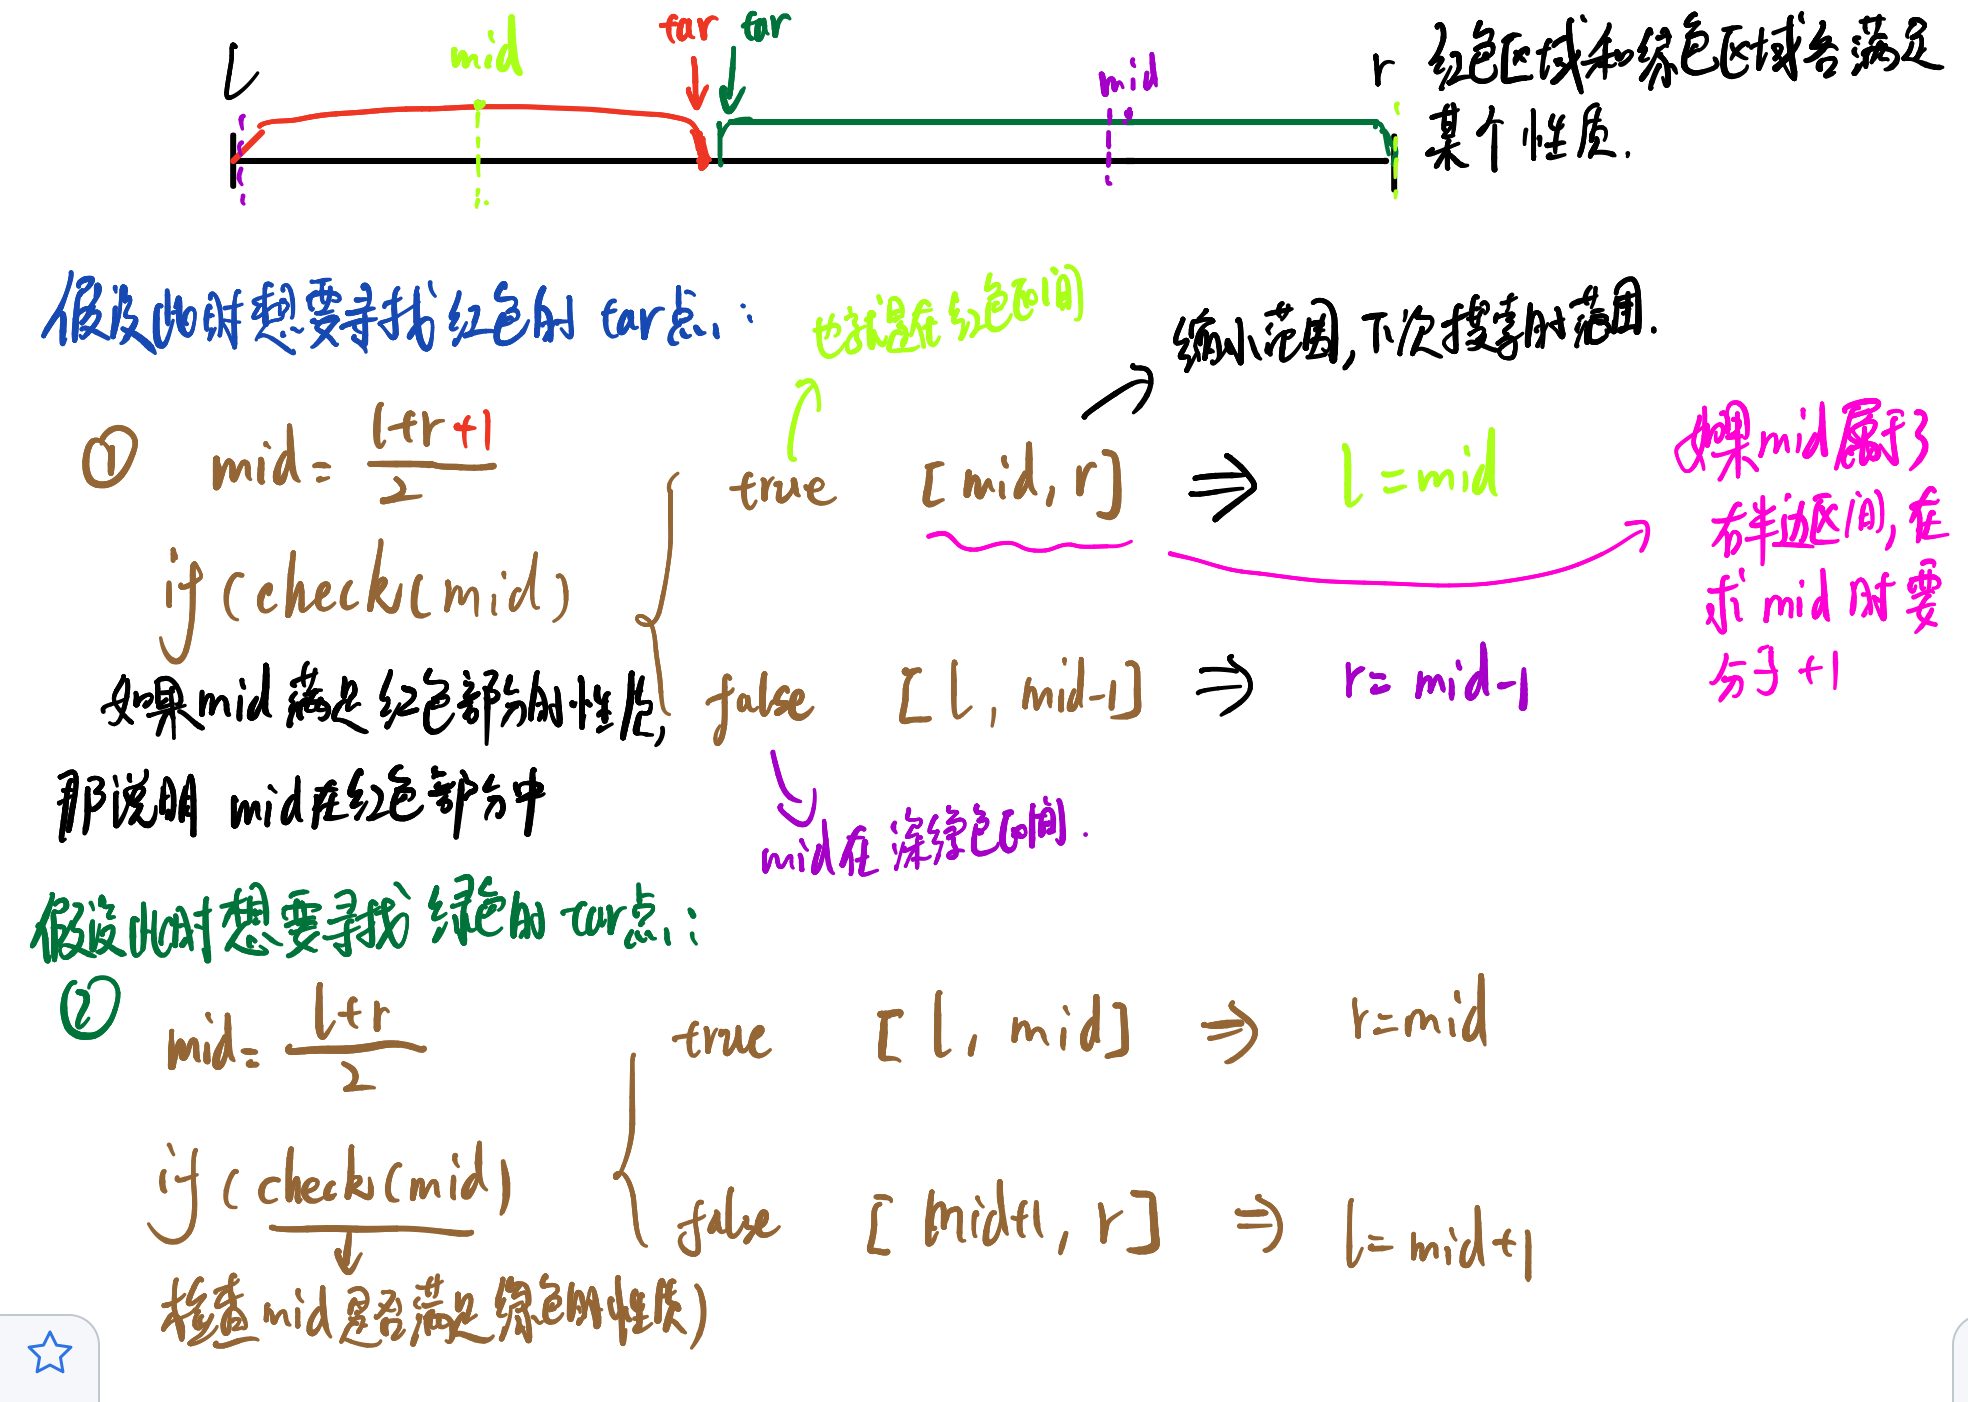 l mid tar tar mid r
红色区域和绿色区域各满足
某个性质.
假设此时想要寻找红色的 tar点:
也就是在红色区间
缩小范围,下次搜索的范围.
① mid = (l+r+1)/2
true [mid, r] ⇒ l = mid
如果mid属于了
右半边区间,在
求mid时要
分子+1
if (check(mid)
如果mid满足红色部分的性质,
那说明 mid在红色部分中
false [l, mid-1] ⇒ r = mid-1
mid在深绿色区间.
假设此时想要寻找绿色的tar点:
② mid = (l+r)/2
true [l, mid] ⇒ r=mid
if (check(mid)
false [mid+1, r] ⇒ l = mid+1
检查mid是否满足绿色的性质)